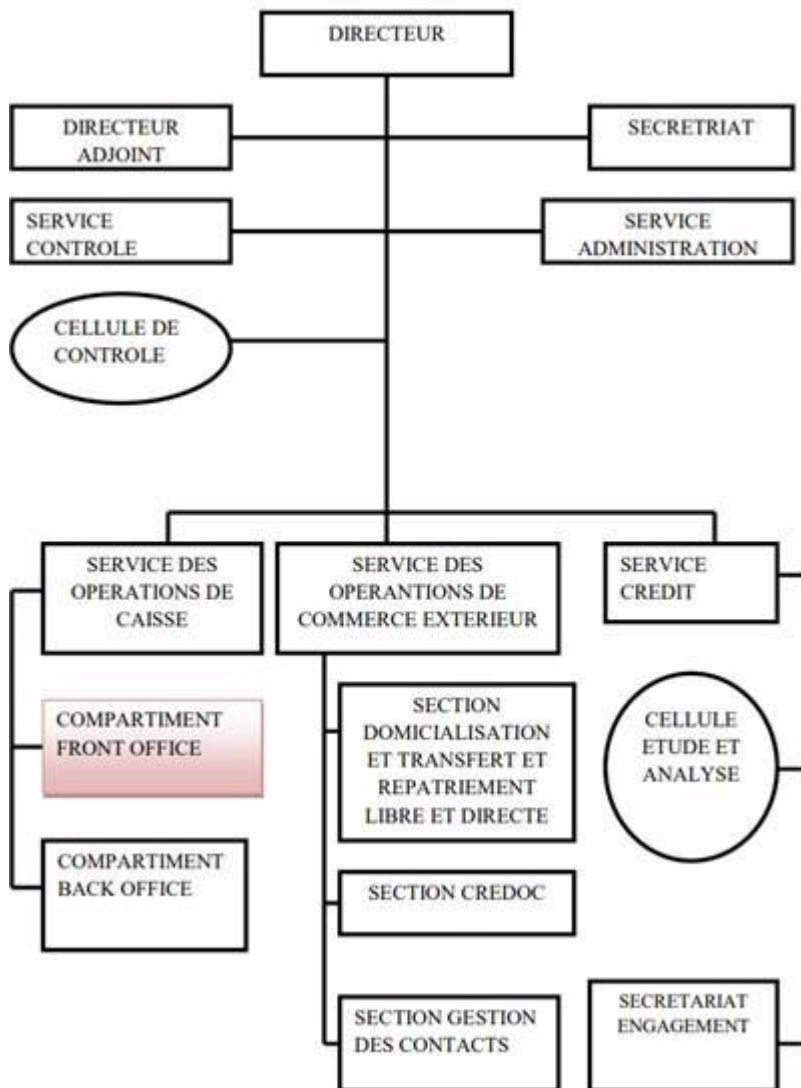 DIRECTEUR
DIRECTEUR
ADJOINT
SECRETRIAT
SERVICE
CONTROLE
SERVICE
ADMINISTRATION
CELLULE DE
CONTROLE
SERVICE DES
OPERATIONS DE
CAISSE
SERVICE DES
OPERANTIONS DE
COMMERCE EXTERIEUR
SERVICE
CREDIT
COMPARTIMENT
FRONT OFFICE
SECTION
DOMICIALISATION
ET TRANSFERT ET
REPATRIEMENT
LIBRE ET DIRECTE
CELLULE
ETUDE ET
ANALYSE
COMPARTIMENT
BACK OFFICE
SECTION CREDOC
SECTION GESTION
DES CONTACTS
SECRETARIAT
ENGAGEMENT